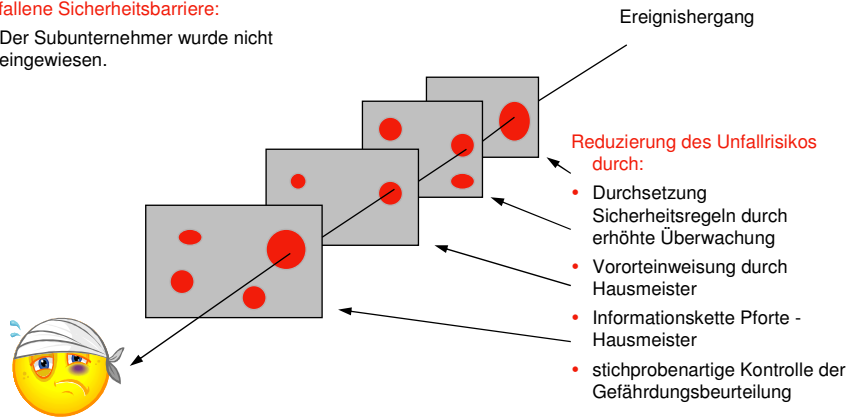 fallene Sicherheitsbarriere:
Der Subunternehmer wurde nicht
eingewiesen.
Ereignishergang
Reduzierung des Unfallrisikos
durch:
• Durchsetzung
Sicherheitsregeln durch
erhöhte Überwachung
• Vororteinweisung durch
Hausmeister
• Informationskette Pforte -
Hausmeister
• stichprobenartige Kontrolle der
Gefährdungsbeurteilung